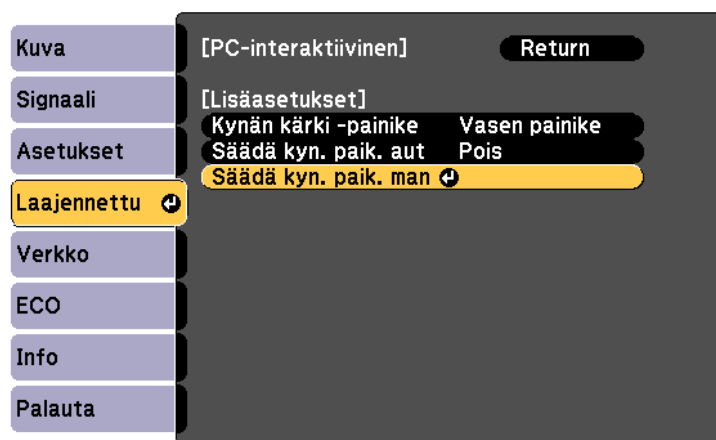 Kuva
Signaali
Asetukset
Laajennettu
Verkko
ECO
Info
Palauta
[PC-interaktiivinen] Return
[Lisäasetukset]
Kynän kärki -painike Vasen painike
Säädä kyn. paik. aut Pois
Säädä kyn. paik. man